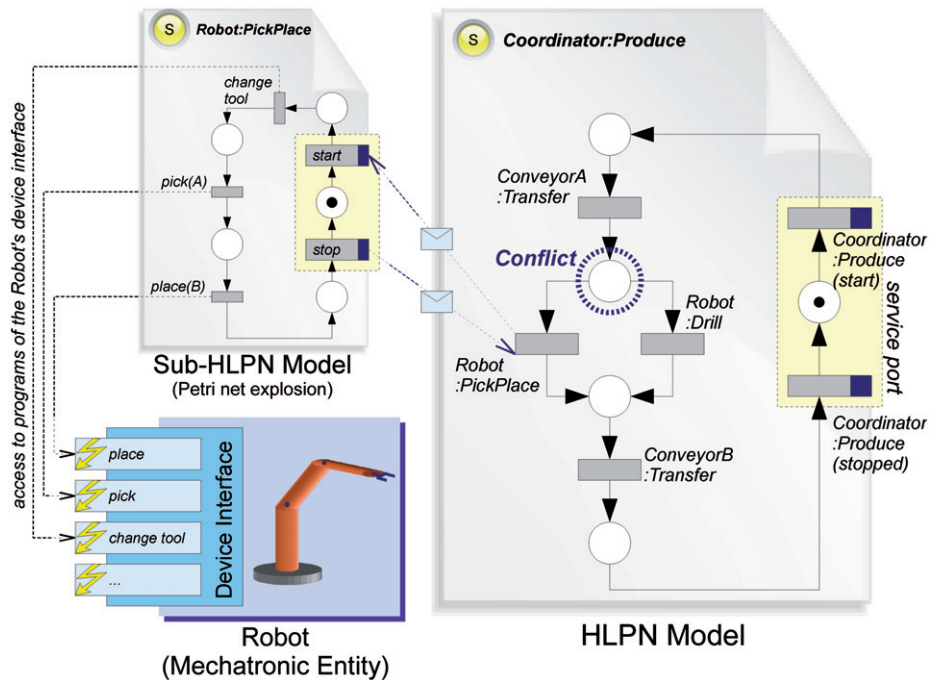 S
Robot:PickPlace
change
tool
start
pick(A)
stop
place(B)
Sub-HLPN Model
(Petri net explosion)
access to programs of the Robot's device interface
place
pick
change tool
...
Device Interface
Robot
(Mechatronic Entity)
S
Coordinator:Produce
ConveyorA
:Transfer
Conflict
Robot
:Drill
Robot
:PickPlace
ConveyorB
:Transfer
Coordinator
:Produce
(start)
service port
Coordinator
:Produce
(stopped)
HLPN Model